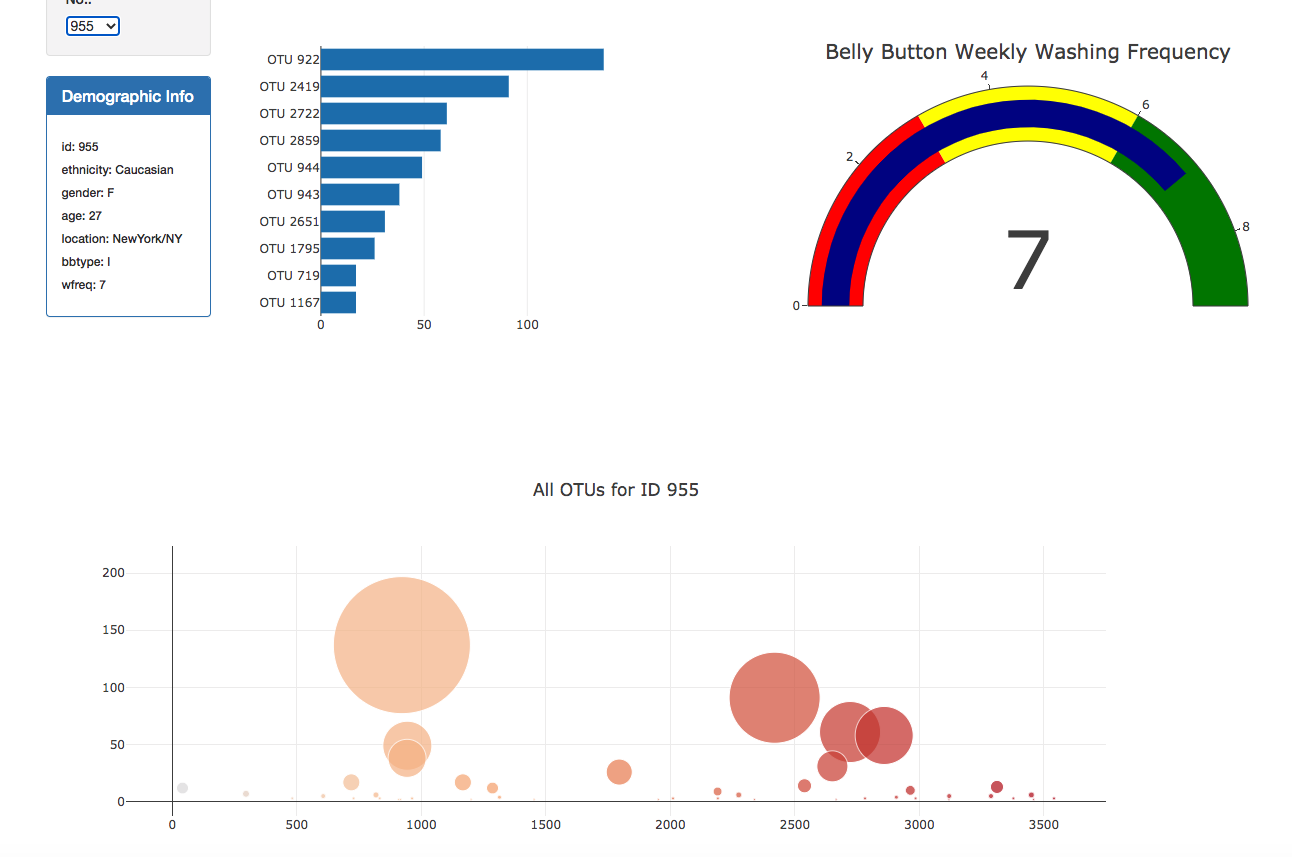 No.:
955
Demographic Info
id: 955
ethnicity: Caucasian
gender: F
age: 27
location: NewYork/NY
bbtype: I
wfreq: 7
OTU 922
OTU 2419
OTU 2722
OTU 2859
OTU 944
OTU 943
OTU 2651
OTU 1795
OTU 719
OTU 1167
0 50 100
Belly Button Weekly Washing Frequency
0
2
4
6
8
7
All OTUs for ID 955
200
150
100
50
0
0 500 1000 1500 2000 2500 3000 3500